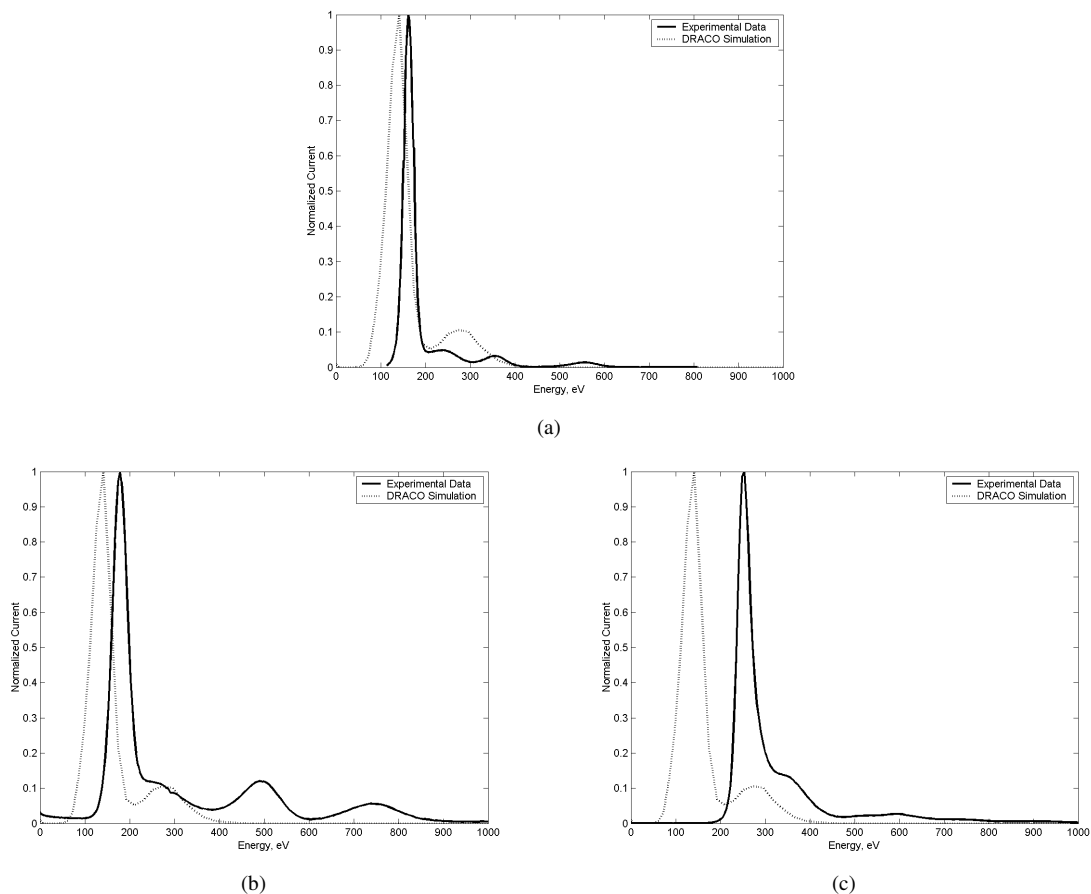 1
0.9
0.8
0.7
0.6
0.5
0.4
0.3
0.2
0.1
0
Normalized Current
Experimental Data
DRACO Simulation
0 100 200 300 400 500 600 700 800 900 1000
Energy, eV
(a)
1
0.9
0.8
0.7
0.6
0.5
0.4
0.3
0.2
0.1
0
Normalized Current
Experimental Data
DRACO Simulation
0 100 200 300 400 500 600 700 800 900 1000
Energy, eV
(b)
1
0.9
0.8
0.7
0.6
0.5
0.4
0.3
0.2
0.1
0
Normalized Current
Experimental Data
DRACO Simulation
0 100 200 300 400 500 600 700 800 900 1000
Energy, eV
(c)